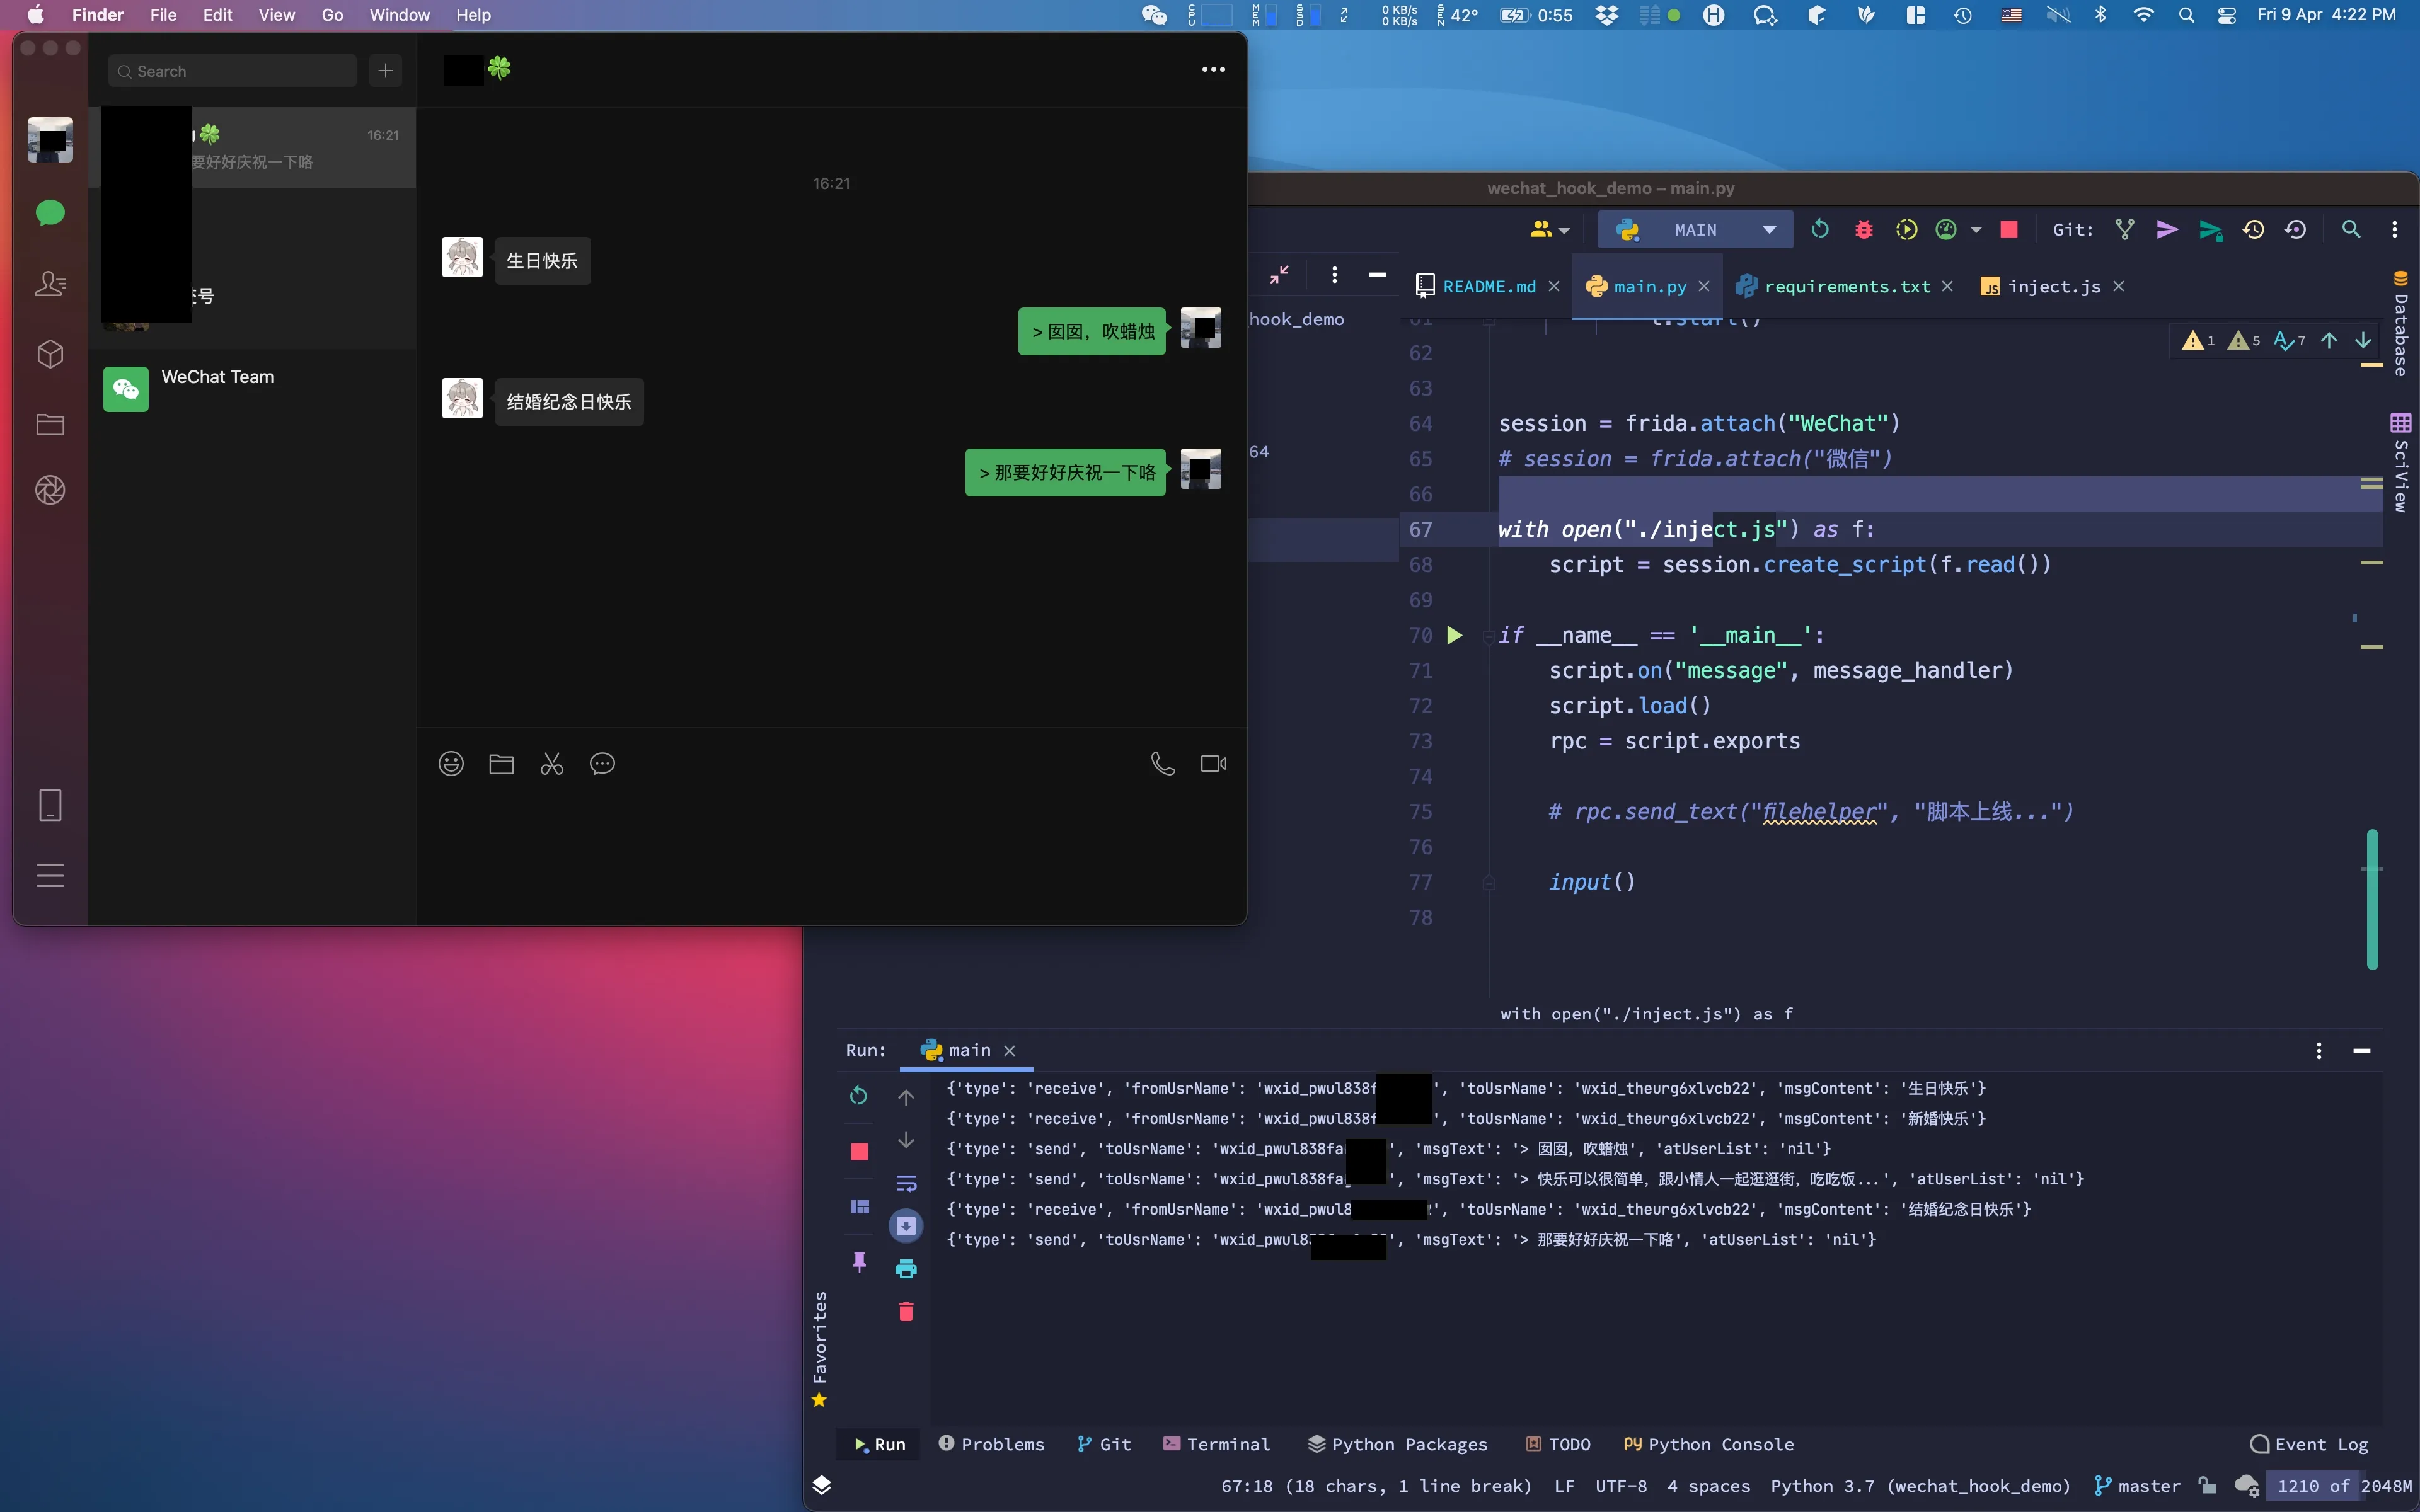 Finder File Edit View Go Window Help
CPU MEM SSD 0 KB/s 0 KB/s SEN 42° 0:55 Fri 9 Apr 4:22 PM
Search
16:21
要好好庆祝一下咯
号
WeChat Team
16:21
生日快乐
> 囡囡，吹蜡烛
结婚纪念日快乐
> 那要好好庆祝一下咯
wechat_hook_demo – main.py
MAIN Git:
README.md main.py requirements.txt JS inject.js
hook_demo
64
1 5 7
61 t.start()
62
63
64 session = frida.attach("WeChat")
65 # session = frida.attach("微信")
66
67 with open("./inject.js") as f:
68 script = session.create_script(f.read())
69
70 if __name__ == '__main__':
71 script.on("message", message_handler)
72 script.load()
73 rpc = script.exports
74
75 # rpc.send_text("filehelper", "脚本上线...")
76
77 input()
78
with open("./inject.js") as f
Database
SciView
Run: main
{'type': 'receive', 'fromUsrName': 'wxid_pwul838f ', 'toUsrName': 'wxid_theurg6xlvcb22', 'msgContent': '生日快乐'}
{'type': 'receive', 'fromUsrName': 'wxid_pwul838f ', 'toUsrName': 'wxid_theurg6xlvcb22', 'msgContent': '新婚快乐'}
{'type': 'send', 'toUsrName': 'wxid_pwul838fa ', 'msgText': '> 囡囡，吹蜡烛', 'atUserList': 'nil'}
{'type': 'send', 'toUsrName': 'wxid_pwul838fa ', 'msgText': '> 快乐可以很简单，跟小情人一起逛逛街，吃吃饭...', 'atUserList': 'nil'}
{'type': 'receive', 'fromUsrName': 'wxid_pwul8 ', 'toUsrName': 'wxid_theurg6xlvcb22', 'msgContent': '结婚纪念日快乐'}
{'type': 'send', 'toUsrName': 'wxid_pwul8 ', 'msgText': '> 那要好好庆祝一下咯', 'atUserList': 'nil'}
Favorites
Run Problems Git Terminal Python Packages TODO Python Console Event Log
67:18 (18 chars, 1 line break) LF UTF-8 4 spaces Python 3.7 (wechat_hook_demo) master 1210 of 2048M